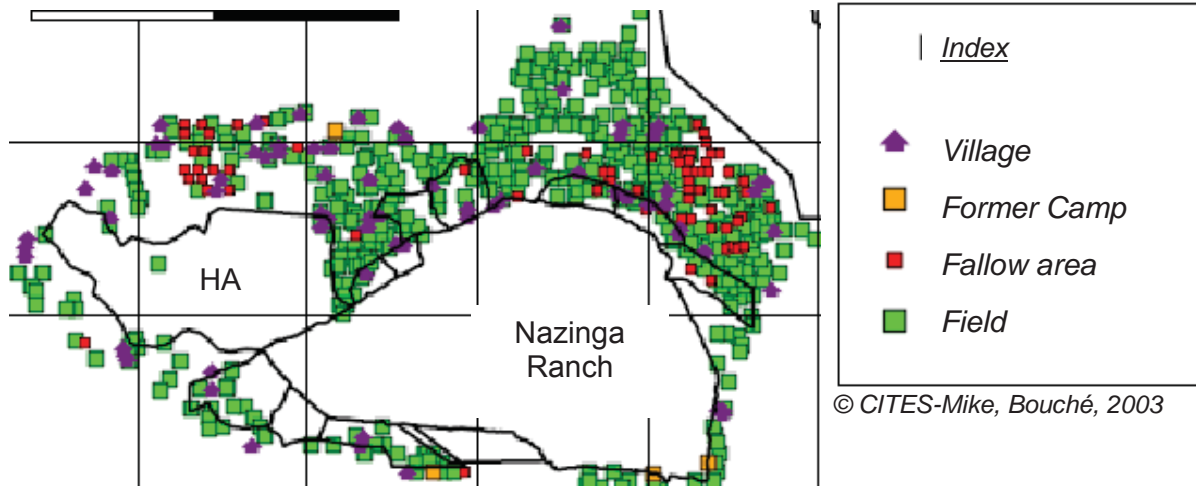 HA
Nazinga
Ranch
Index
Village
Former Camp
Fallow area
Field
© CITES-Mike, Bouché, 2003